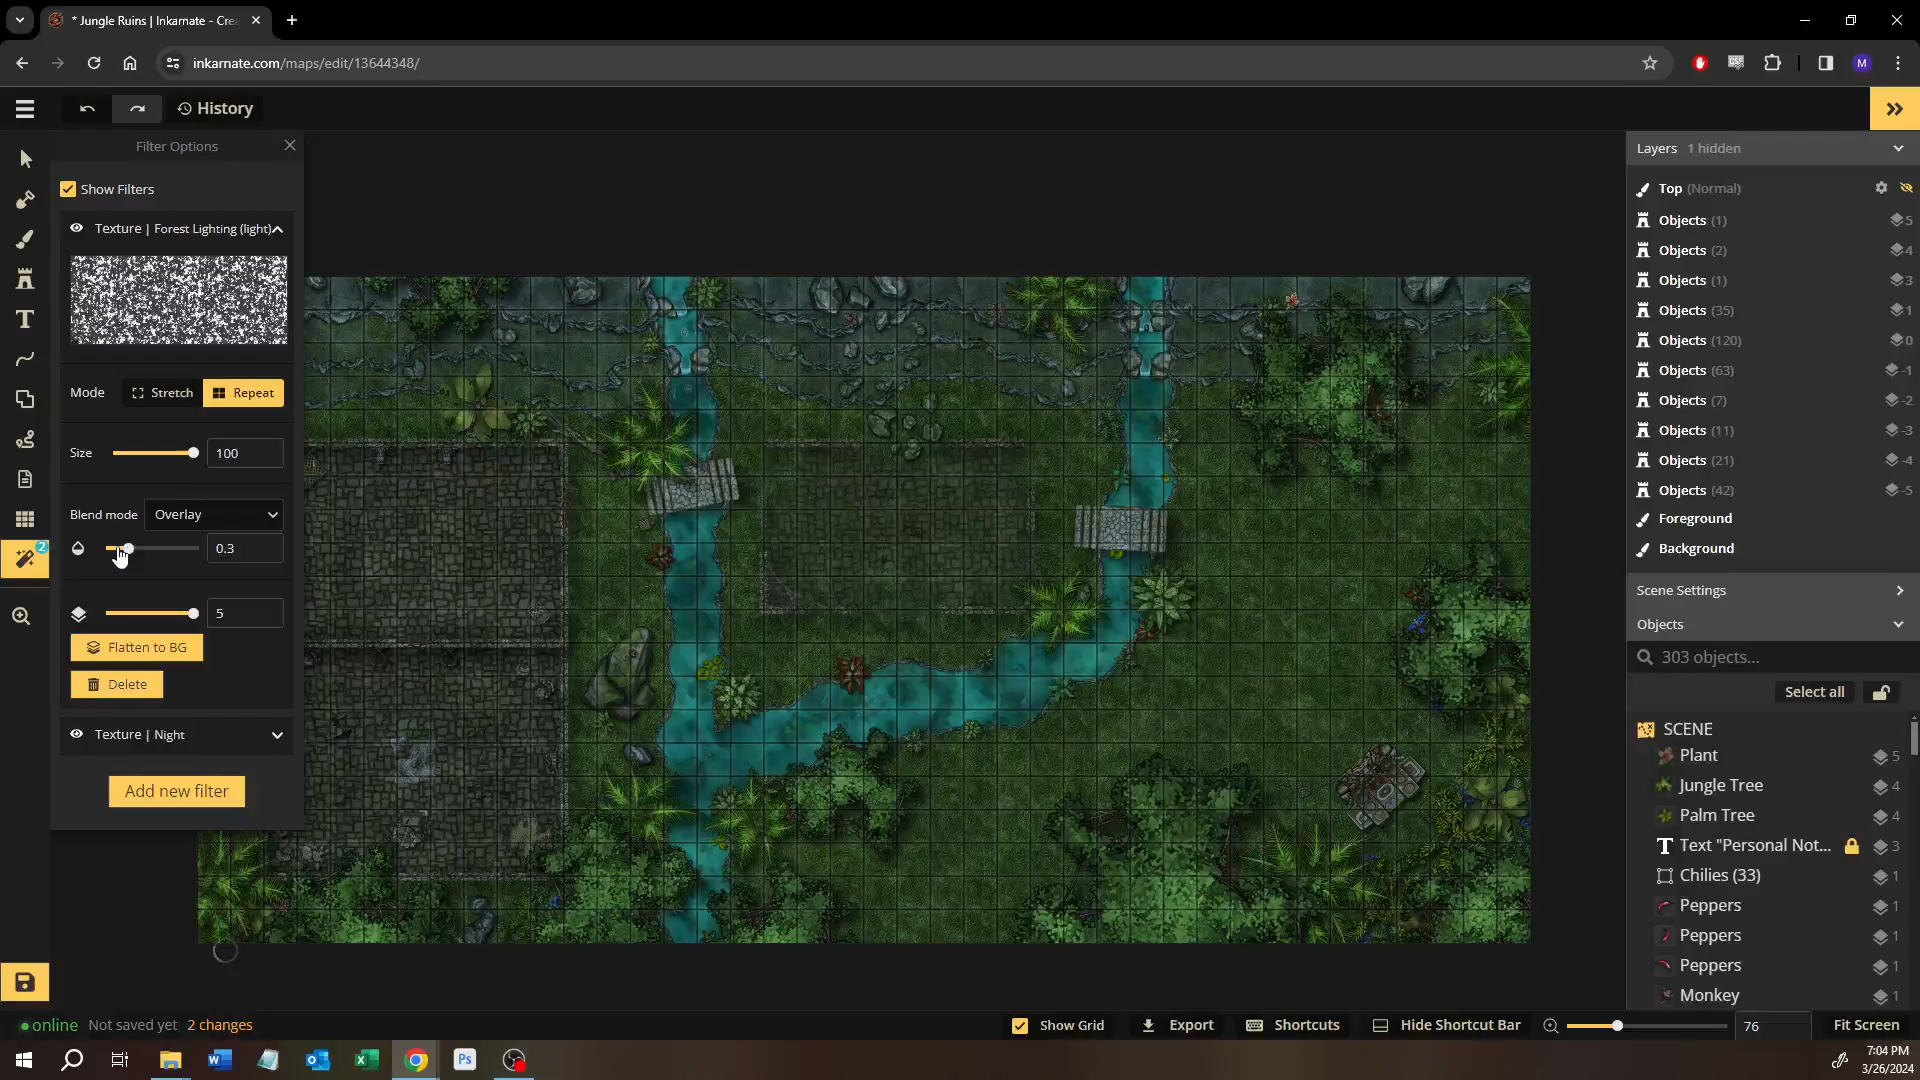 * Jungle Ruins | Inkarnate - Crea
inkarnate.com/maps/edit/13644348/
M
History
Filter Options
Show Filters
Texture | Forest Lighting (light)
Mode
Stretch
Repeat
Size
100
Blend mode
Overlay
0.3
5
Flatten to BG
Delete
Texture | Night
Add new filter
2
Layers 1 hidden
Top (Normal)
Objects (1) 5
Objects (2) 4
Objects (1) 3
Objects (35) 1
Objects (120) 0
Objects (63) -1
Objects (7) -2
Objects (11) -3
Objects (21) -4
Objects (42) -5
Foreground
Background
Scene Settings
Objects
303 objects...
Select all
SCENE
Plant 5
Jungle Tree 4
Palm Tree 4
Text "Personal Not... 3
Chilies (33) 1
Peppers 1
Peppers 1
Peppers 1
Monkey 1
online Not saved yet 2 changes
Show Grid
Export
Shortcuts
Hide Shortcut Bar
76
Fit Screen
Ps
7:04 PM
3/26/2024